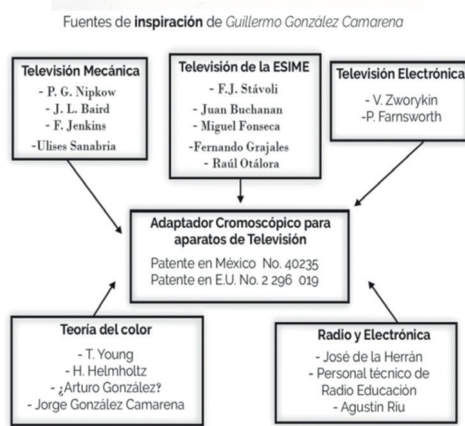 Fuentes de inspiración de Guillermo González Camarena
Televisión Mecánica
- P. G. Nipkow
- J. L. Baird
- F. Jenkins
-Ulises Sanabria
Televisión de la ESIME
- F.J. Stávoli
- Juan Buchanan
- Miguel Fonseca
-Fernando Grajales
- Raúl Otálora
Televisión Electrónica
- V. Zworykin
-P. Farnsworth
Adaptador Cromoscópico para
aparatos de Televisión
Patente en México No. 40235
Patente en E.U. No. 2 296 019
Teoría del color
- T. Young
- H. Helmholtz
- ¿Arturo González?
- Jorge González Camarena
Radio y Electrónica
- José de la Herrán
- Personal técnico de
Radio Educación
- Agustín Riu